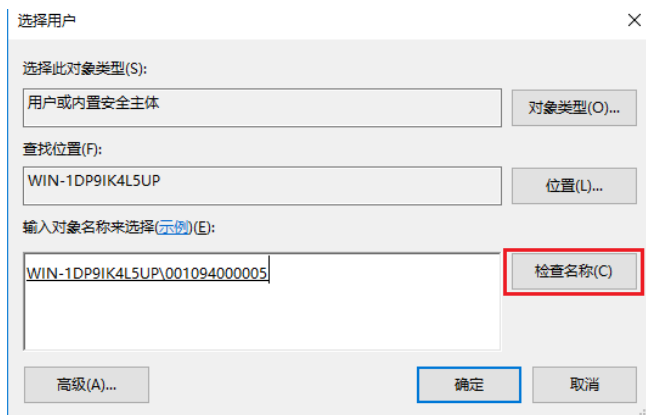 选择用户
选择此对象类型(S):
用户或内置安全主体
对象类型(O)...
查找位置(F):
WIN-1DP9IK4L5UP
位置(L)...
输入对象名称来选择(示例)(E):
WIN-1DP9IK4L5UP\001094000005
检查名称(C)
高级(A)...
确定
取消